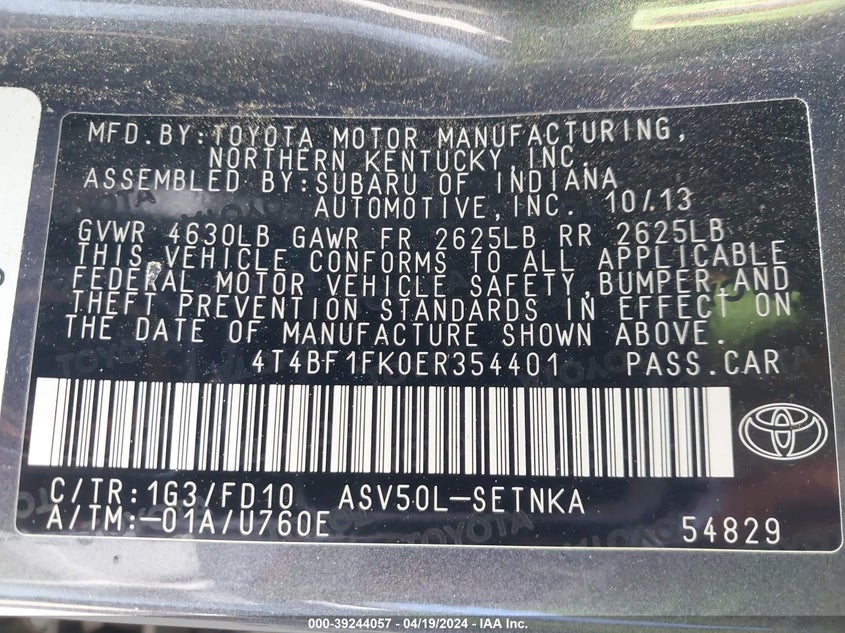 MFD.BY:TOYOTA MOTOR MANUFACTURING,
NORTHERN KENTUCKY,INC.
ASSEMBLED BY:SUBARU OF INDIANA
AUTOMOTIVE,INC. 10/13
GVWR 4630LB GAWR FR 2625LB RR 2625LB
THIS VEHICLE CONFORMS TO ALL APPLICABLE
FEDERAL MOTOR VEHICLE SAFETY,BUMPER AND
THEFT PREVENTION STANDARDS IN EFFECT ON
THE DATE OF MANUFACTURE SHOWN ABOVE.
4T4BF1FK0ER354401 PASS.CAR
C/TR:1G3/FD10 ASV50L-SETNKA
A/TM:-01A/U760E 54829
000-39244057 - 04/19/2024 - IAA Inc.